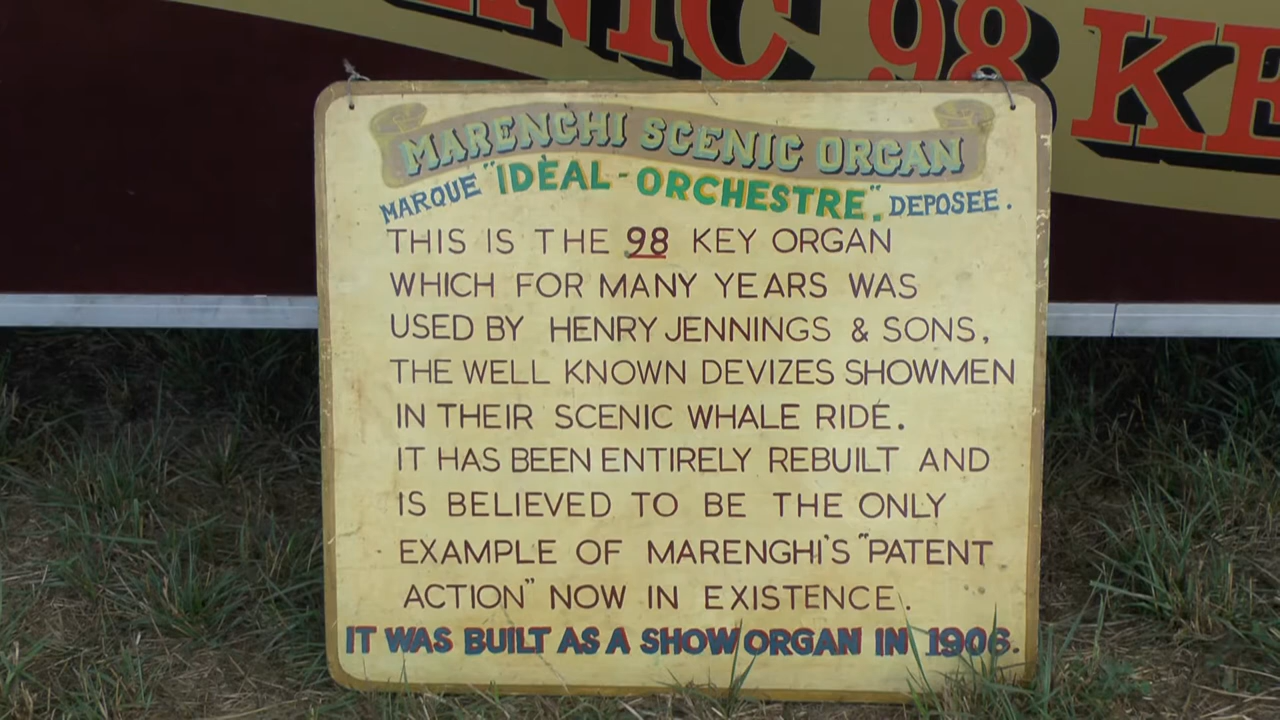 NIC 98 KE
MARENGHI SCENIC ORGAN
MARQUE "IDÈAL-ORCHESTRE", DEPOSEE.
THIS IS THE 98 KEY ORGAN
WHICH FOR MANY YEARS WAS
USED BY HENRY JENNINGS & SONS,
THE WELL KNOWN DEVIZES SHOWMEN
IN THEIR SCENIC WHALE RIDE.
IT HAS BEEN ENTIRELY REBUILT AND
IS BELIEVED TO BE THE ONLY
EXAMPLE OF MARENGHI'S "PATENT
ACTION" NOW IN EXISTENCE.
IT WAS BUILT AS A SHOW ORGAN IN 1906.